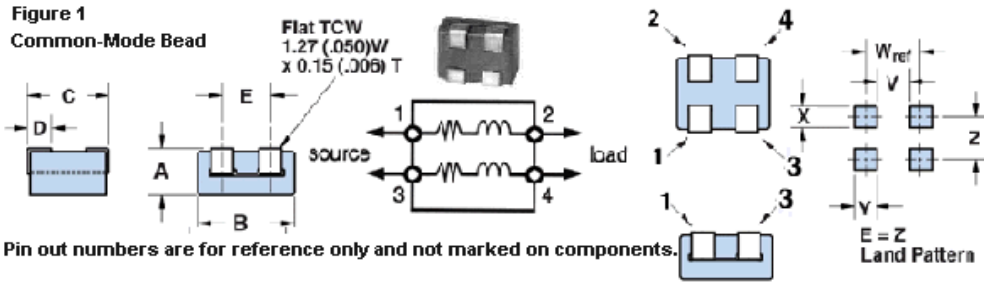 Figure 1
Common-Mode Bead
Flat TCW
1.27 (.050)W
x 0.15 (.006) T
C
D
A
E
B
1
2
source
load
3
4
2
4
1
3
1
3
Wref
V
X
Z
Y
E = Z
Land Pattern
Pin out numbers are for reference only and not marked on components.